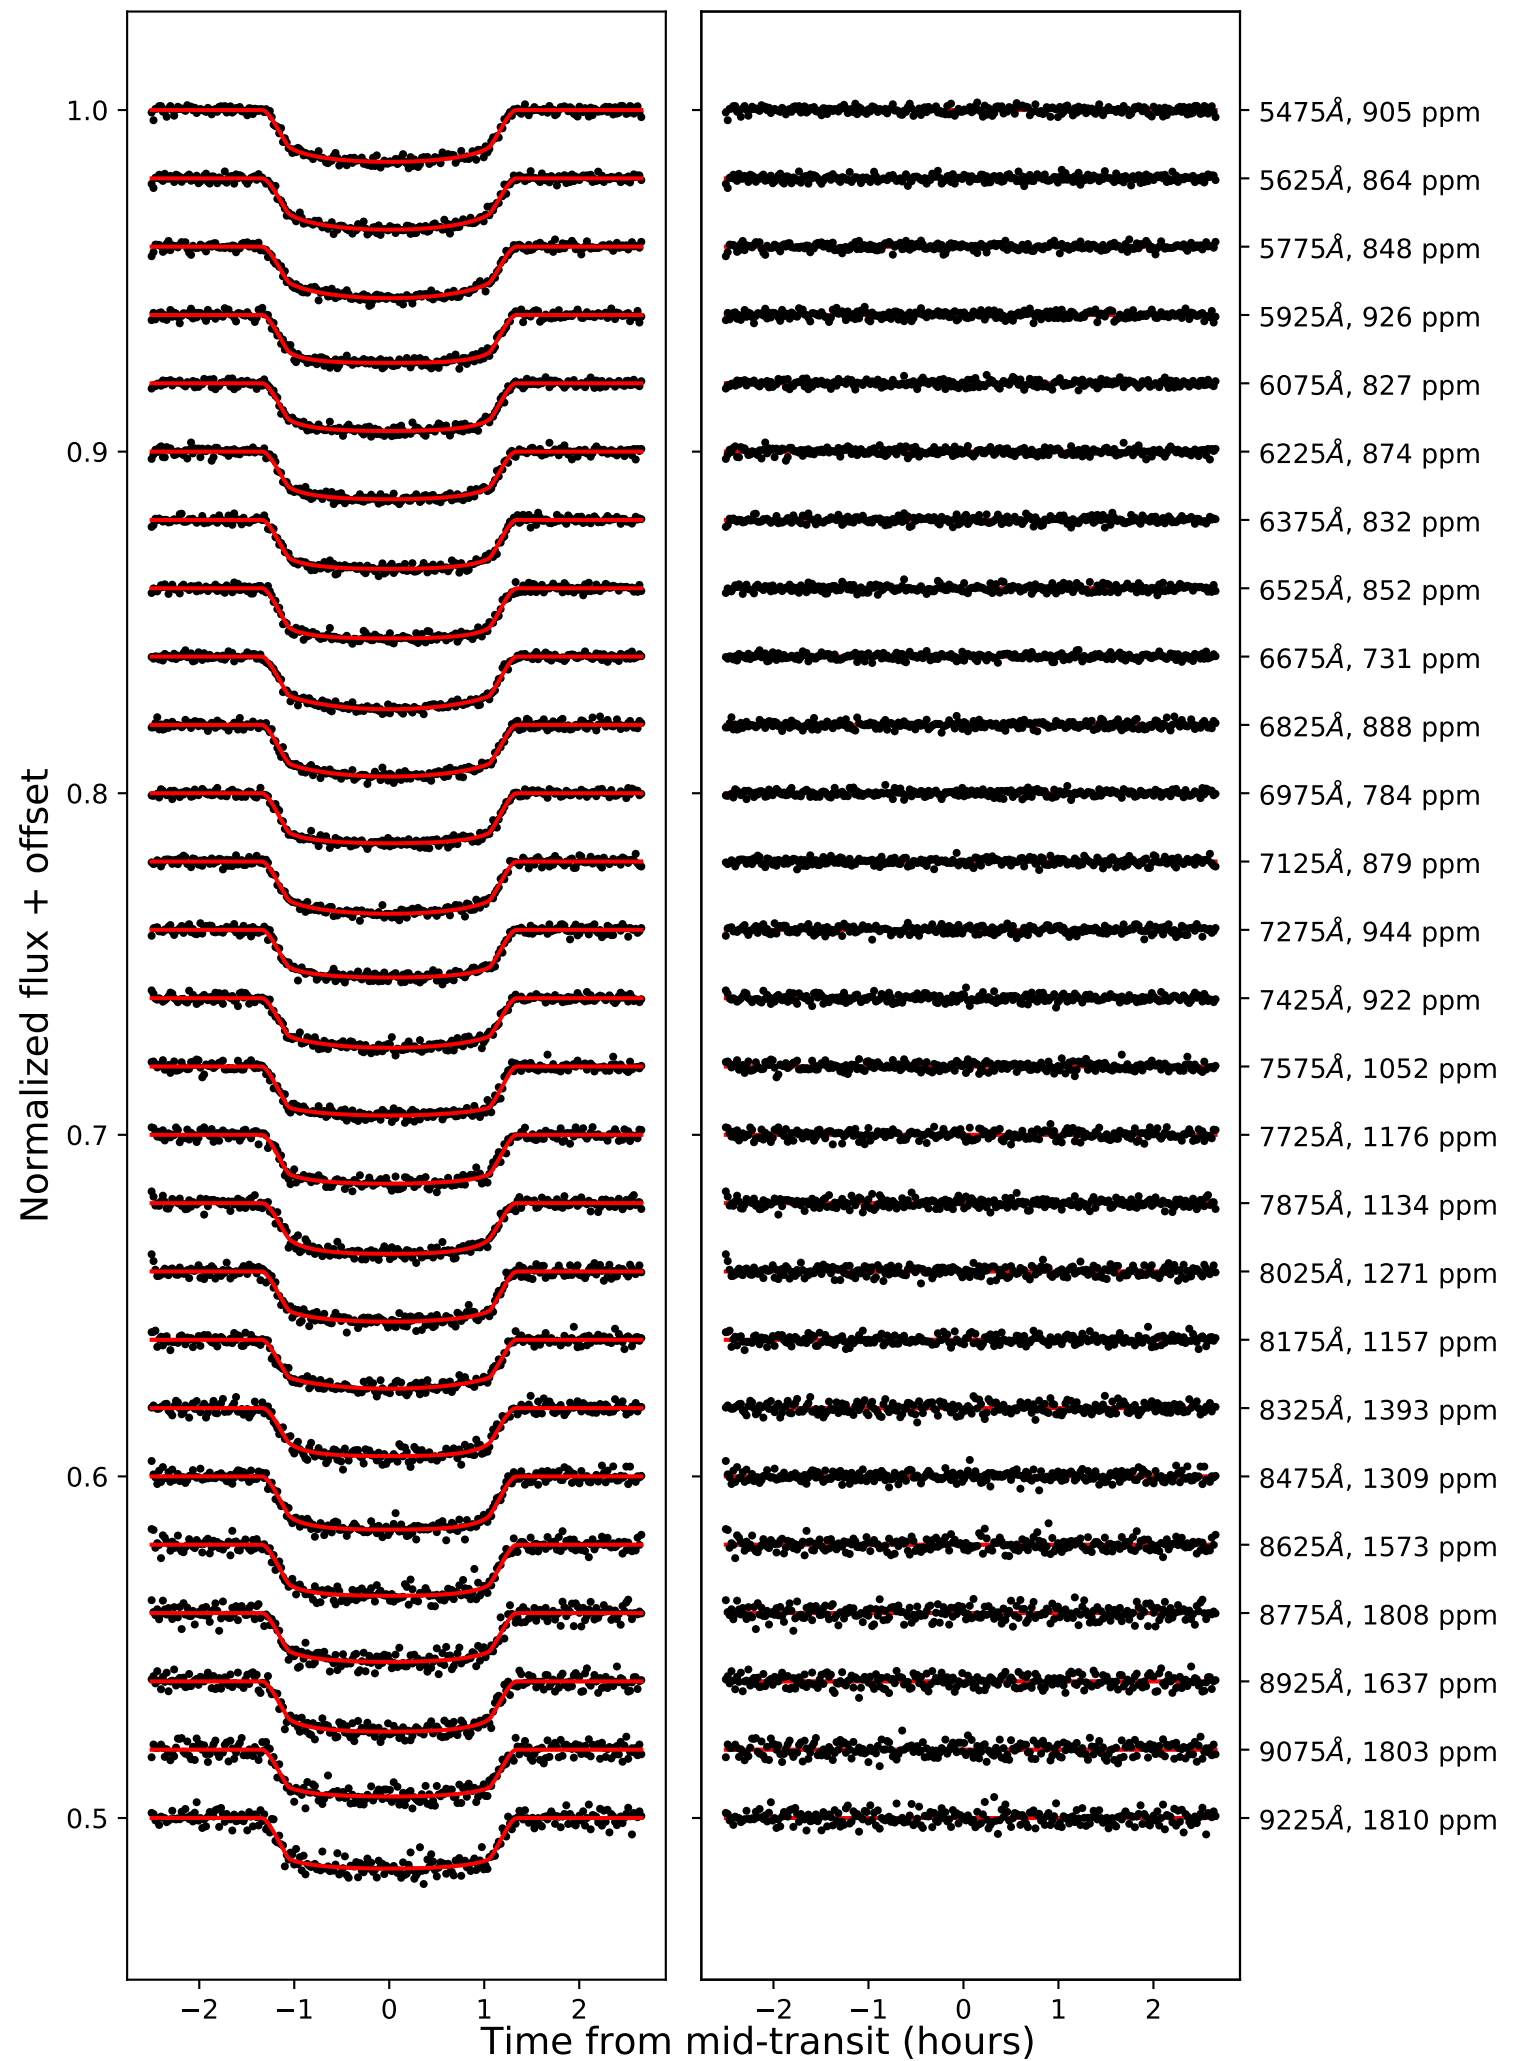 Normalized flux + offset
1.0
0.9
0.8
0.7
0.6
0.5
5475Å, 905 ppm
5625Å, 864 ppm
5775Å, 848 ppm
5925Å, 926 ppm
6075Å, 827 ppm
6225Å, 874 ppm
6375Å, 832 ppm
6525Å, 852 ppm
6675Å, 731 ppm
6825Å, 888 ppm
6975Å, 784 ppm
7125Å, 879 ppm
7275Å, 944 ppm
7425Å, 922 ppm
7575Å, 1052 ppm
7725Å, 1176 ppm
7875Å, 1134 ppm
8025Å, 1271 ppm
8175Å, 1157 ppm
8325Å, 1393 ppm
8475Å, 1309 ppm
8625Å, 1573 ppm
8775Å, 1808 ppm
8925Å, 1637 ppm
9075Å, 1803 ppm
9225Å, 1810 ppm
−2 −1 0 1 2
−2 −1 0 1 2
Time from mid-transit (hours)